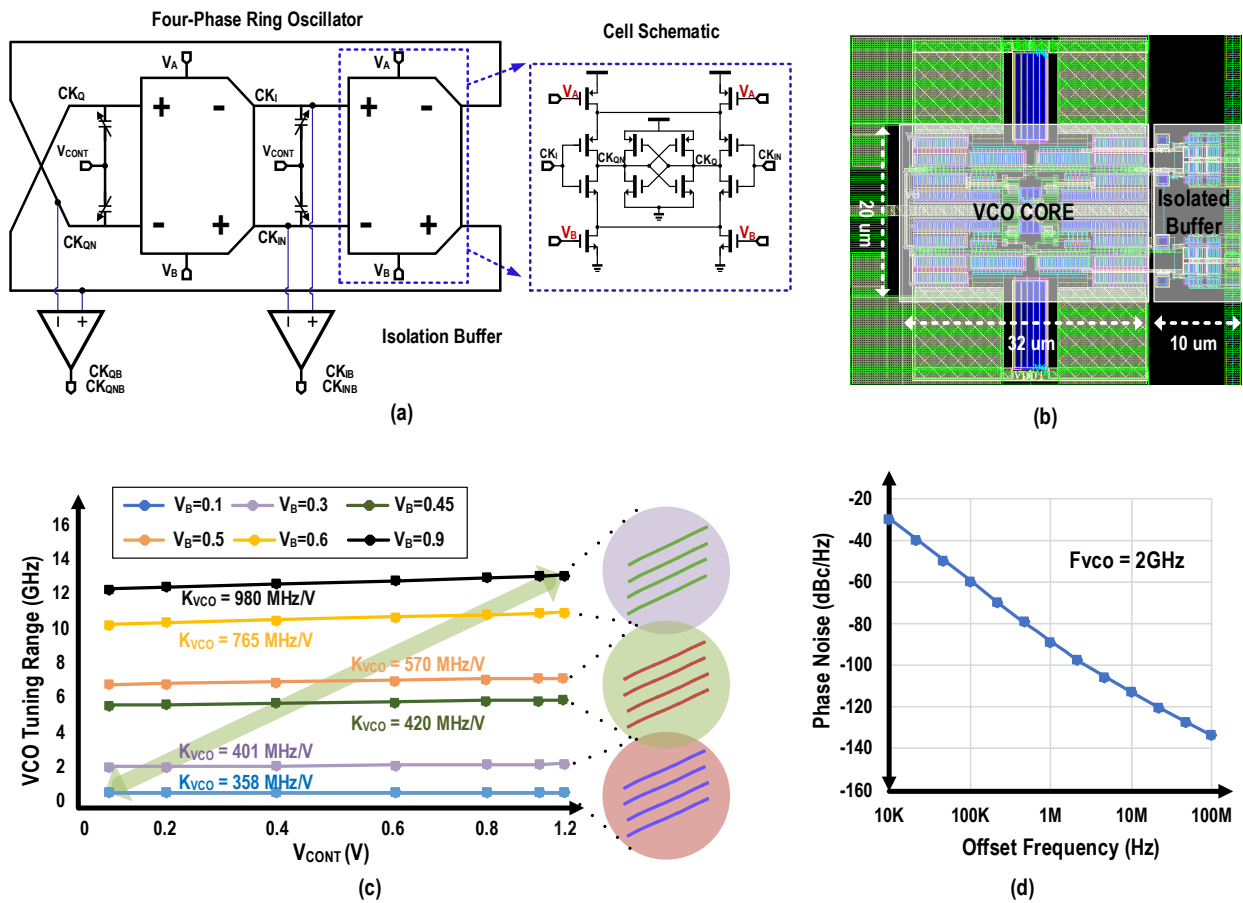 Four-Phase Ring Oscillator
VA
VA
CKQ
CKI
+ -
+ -
VCONT
VCONT
- +
- +
CKQN
CKIN
VB
VB
- +
- +
Isolation Buffer
CKQB
CKQNB
CKIB
CKINB
Cell Schematic
VA
VA
CKI
CKQN
CKQ
CKIN
VB
VB
(a)
20 um
VCO CORE
Isolated
Buffer
32 um
10 um
(b)
VB=0.1
VB=0.3
VB=0.45
VB=0.5
VB=0.6
VB=0.9
VCO Tuning Range (GHz)
16
14
12
10
8
6
4
2
0
KVCO = 980 MHz/V
KVCO = 765 MHz/V
KVCO = 570 MHz/V
KVCO = 420 MHz/V
KVCO = 401 MHz/V
KVCO = 358 MHz/V
0 0.2 0.4 0.6 0.8 1.2
VCONT (V)
(c)
Phase Noise (dBc/Hz)
-20
-40
-60
-80
-100
-120
-140
-160
FVCO = 2GHz
10K 100K 1M 10M 100M
Offset Frequency (Hz)
(d)